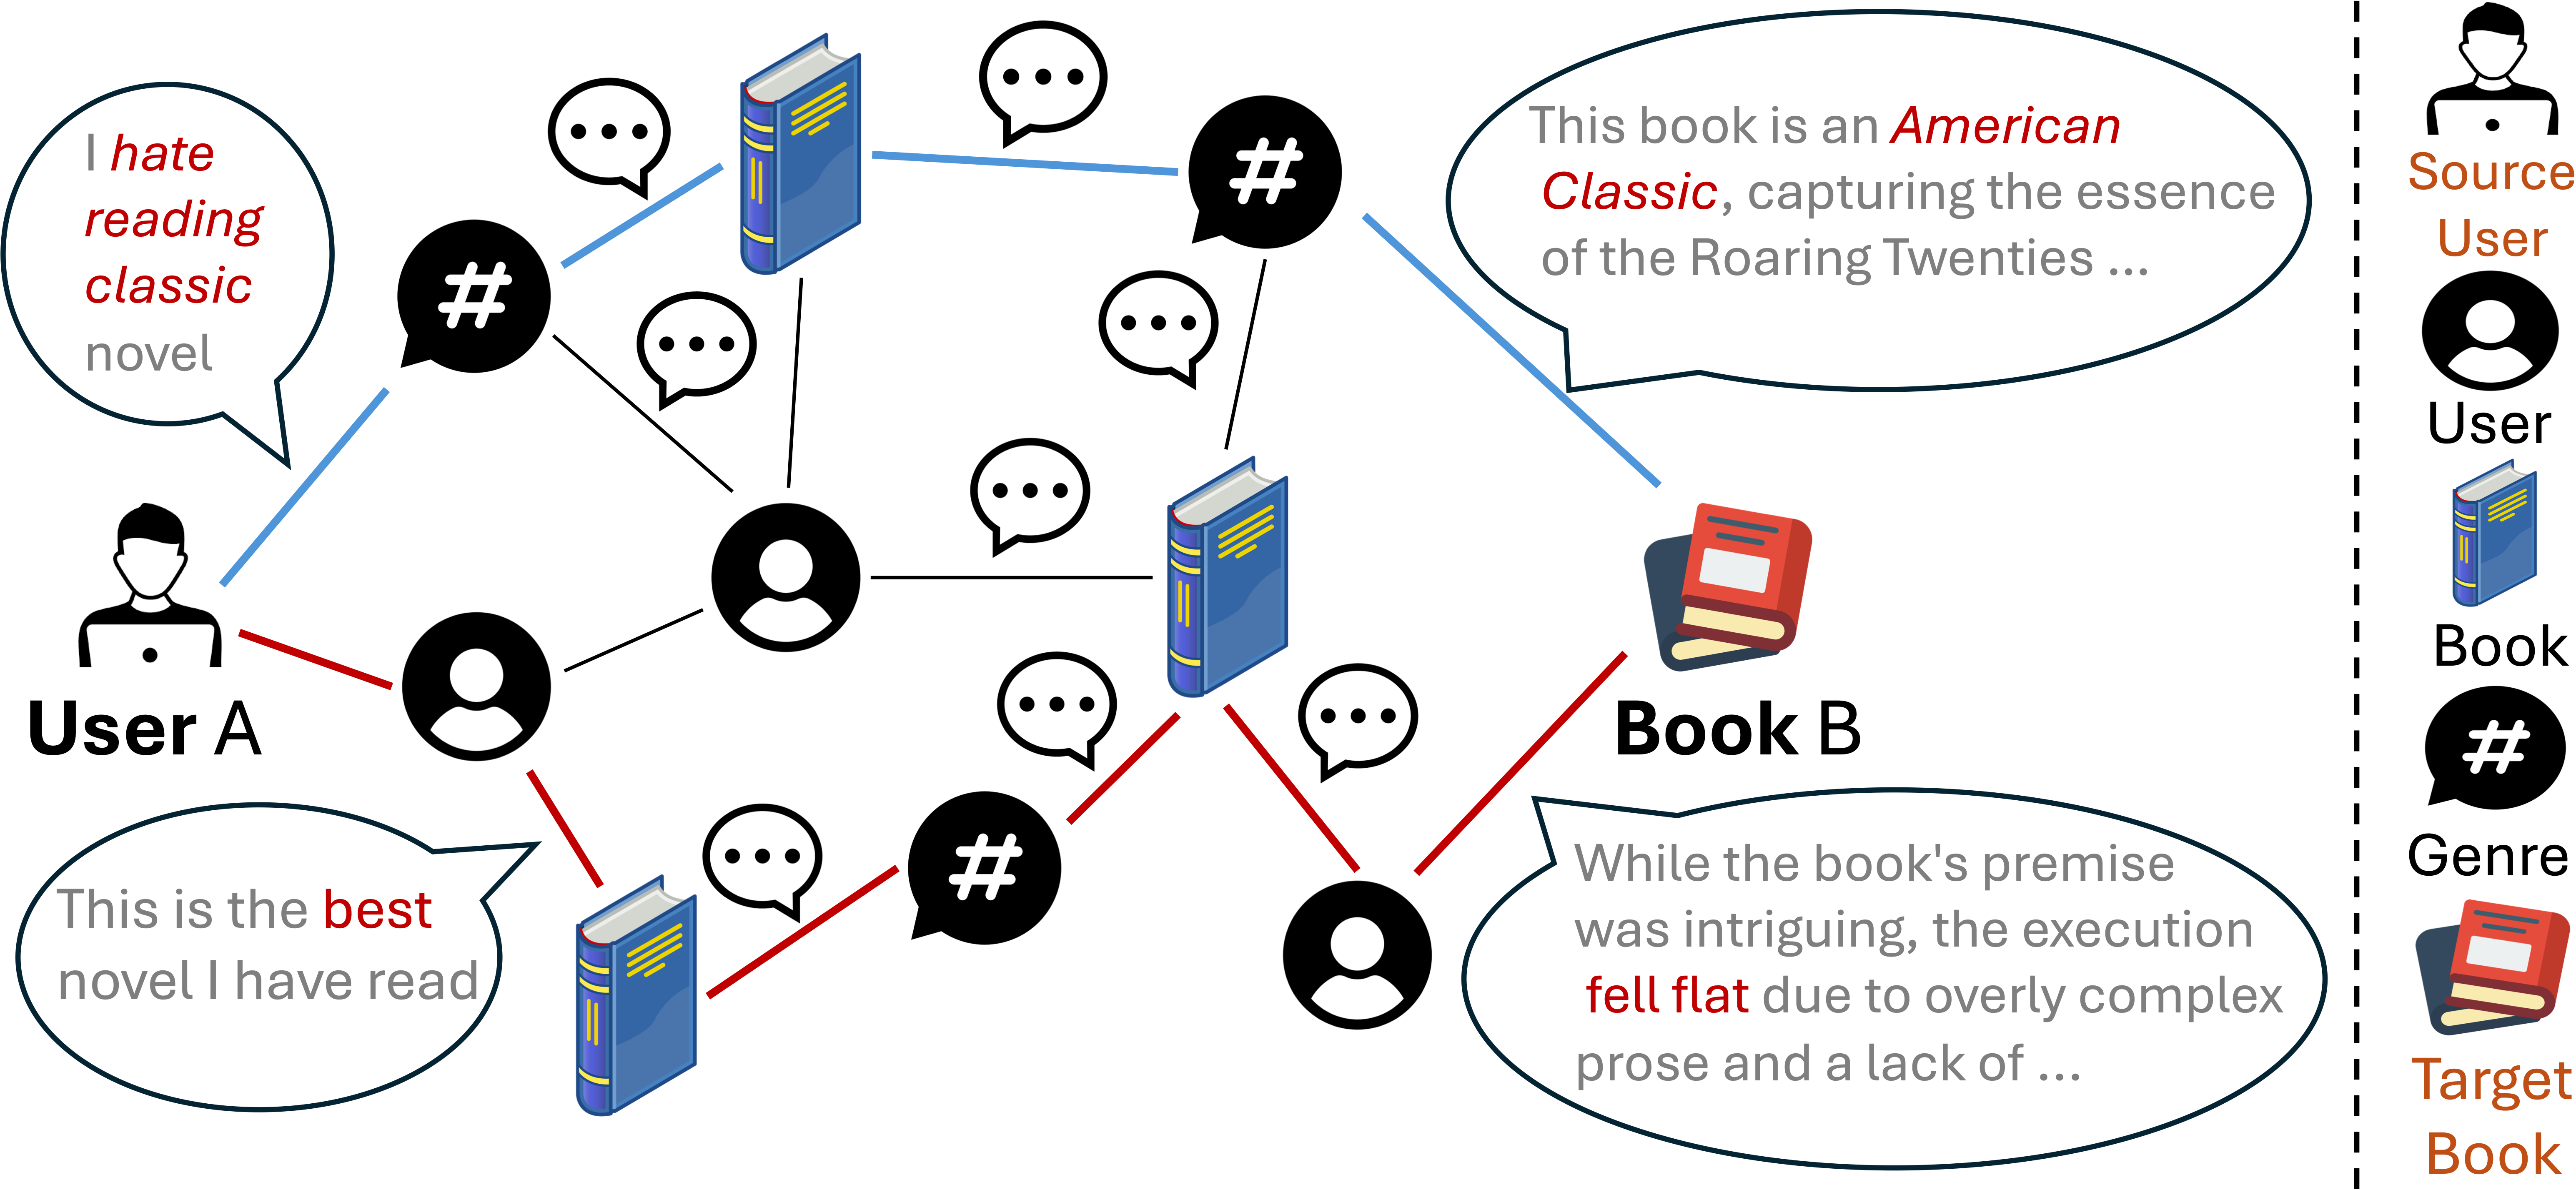 I hate
reading
classic
novel
This book is an American
Classic, capturing the essence
of the Roaring Twenties ...
#
#
User A
Book B
This is the best
novel I have read
#
While the book's premise
was intriguing, the execution
fell flat due to overly complex
prose and a lack of ...
Source
User
User
Book
#
Genre
Target
Book